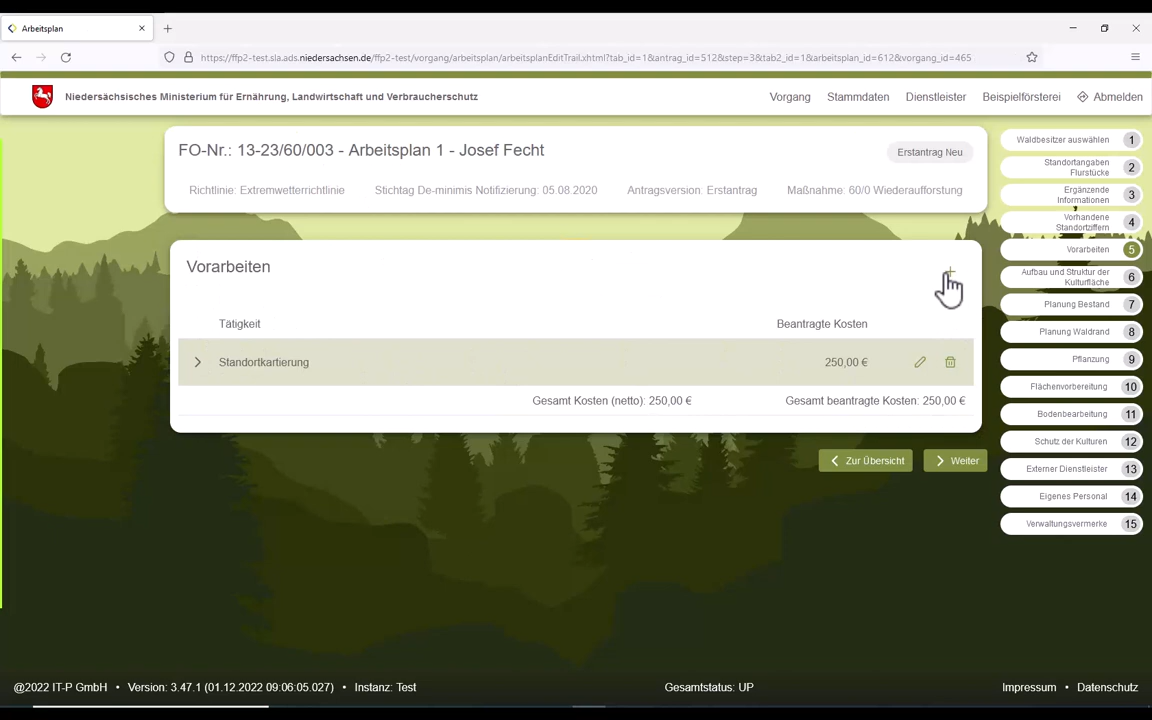 Arbeitsplan
https://ffp2-test.sla.ads.niedersachsen.de/ffp2-test/vorgang/arbeitsplan/arbeitsplanEditTrail.xhtml?tab_id=1&antrag_id=512&step=3&tab2_id=1&arbeitsplan_id=612&vorgang_id=465
Niedersächsisches Ministerium für Ernährung, Landwirtschaft und Verbraucherschutz
Vorgang Stammdaten Dienstleister Beispielförsterei Abmelden
FO-Nr.: 13-23/60/003 - Arbeitsplan 1 - Josef Fecht
Erstantrag Neu
Richtlinie: Extremwetterrichtlinie Stichtag De-minimis Notifizierung: 05.08.2020 Antragsversion: Erstantrag Maßnahme: 60/0 Wiederaufforstung
Vorarbeiten
Tätigkeit Beantragte Kosten
Standortkartierung 250,00 €
Gesamt Kosten (netto): 250,00 € Gesamt beantragte Kosten: 250,00 €
Zur Übersicht Weiter
Waldbesitzer auswählen 1
Standortangaben
Flurstücke 2
Ergänzende
Informationen 3
Vorhandene
Standortziffern 4
Vorarbeiten 5
Aufbau und Struktur der
Kulturfläche 6
Planung Bestand 7
Planung Waldrand 8
Pflanzung 9
Flächenvorbereitung 10
Bodenbearbeitung 11
Schutz der Kulturen 12
Externer Dienstleister 13
Eigenes Personal 14
Verwaltungsvermerke 15
@2022 IT-P GmbH • Version: 3.47.1 (01.12.2022 09:06:05.027) • Instanz: Test
Gesamtstatus: UP
Impressum • Datenschutz